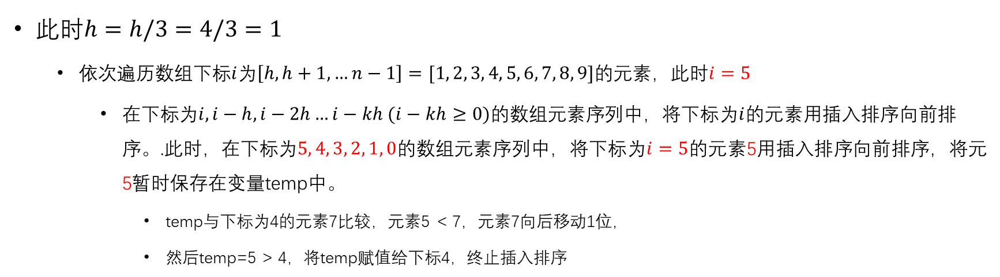 • 此时h = h/3 = 4/3 = 1
• 依次遍历数组下标i为[h, h + 1, … n − 1] = [1, 2, 3, 4, 5, 6, 7, 8, 9]的元素，此时i = 5
• 在下标为i, i − h, i − 2h … i − kh (i − kh ≥ 0)的数组元素序列中，将下标为i的元素用插入排序向前排
序。.此时，在下标为5, 4, 3, 2, 1, 0的数组元素序列中，将下标为i = 5的元素5用插入排序向前排序，将元
5暂时保存在变量temp中。
• temp与下标为4的元素7比较，元素5 < 7，元素7向后移动1位，
• 然后temp=5 > 4，将temp赋值给下标4，终止插入排序